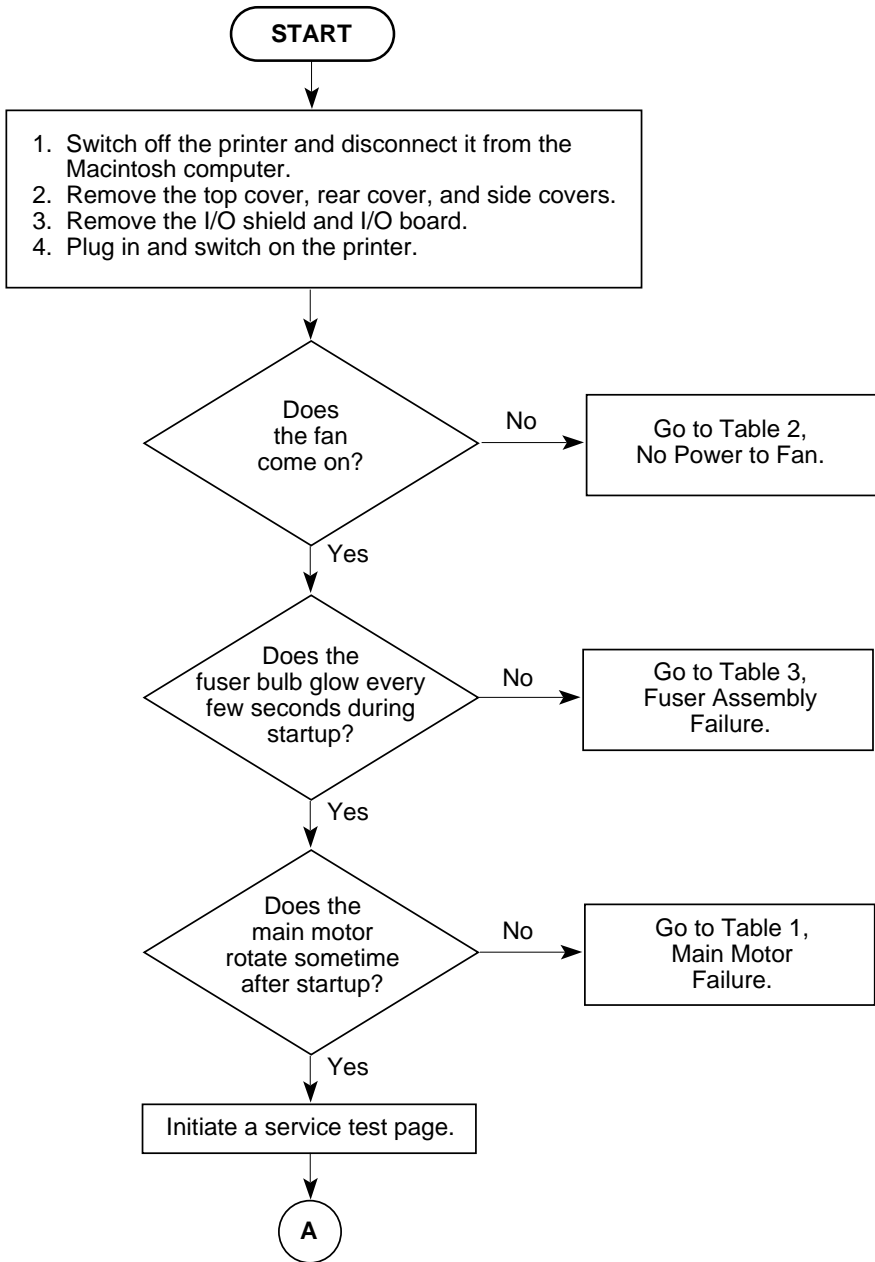 START
1. Switch off the printer and disconnect it from the
Macintosh computer.
2. Remove the top cover, rear cover, and side covers.
3. Remove the I/O shield and I/O board.
4. Plug in and switch on the printer.
Does
the fan
come on?
No
Go to Table 2,
No Power to Fan.
Yes
Does the
fuser bulb glow every
few seconds during
startup?
No
Go to Table 3,
Fuser Assembly
Failure.
Yes
Does the
main motor
rotate sometime
after startup?
No
Go to Table 1,
Main Motor
Failure.
Yes
Initiate a service test page.
A